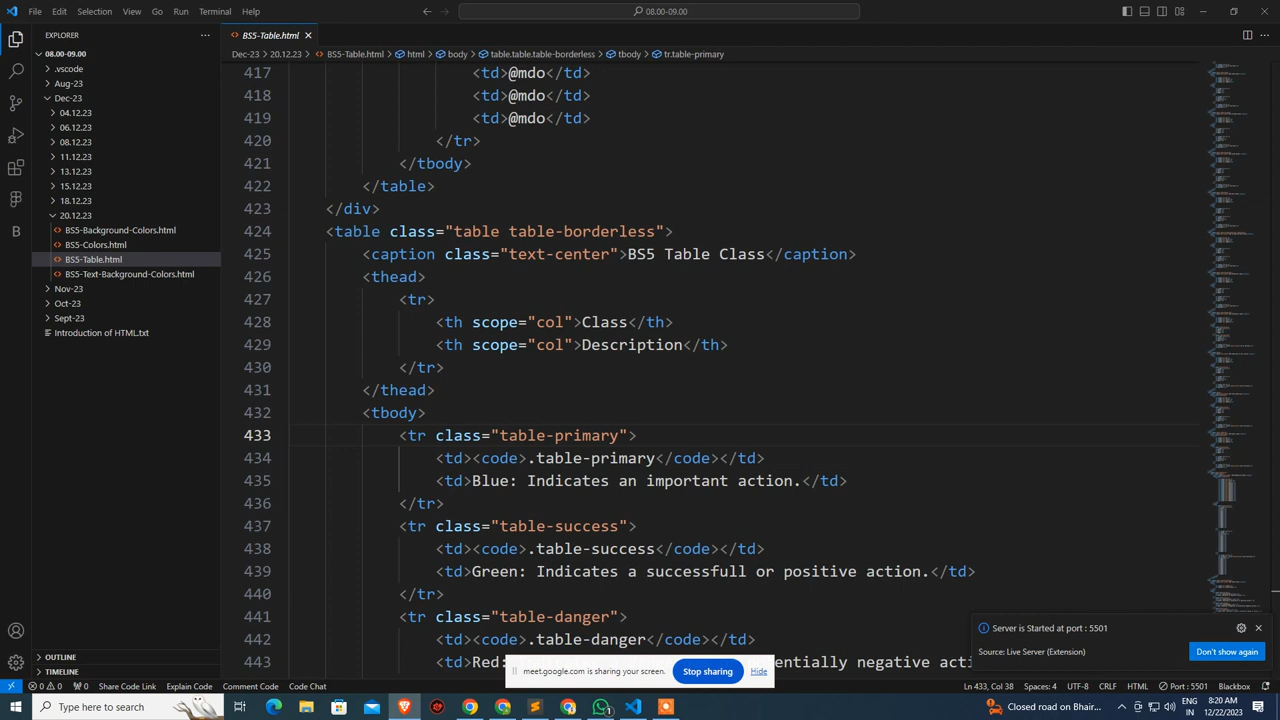 File Edit Selection View Go Run Terminal Help
08.00-09.00
EXPLORER
08.00-09.00
.vscode
Aug-23
Dec-23
04.12.23
06.12.23
08.12.23
11.12.23
13.12.23
15.12.23
18.12.23
20.12.23
BS5-Background-Colors.html
BS5-Colors.html
BS5-Table.html
BS5-Text-Background-Colors.html
Nov-23
Oct-23
Sept-23
Introduction of HTML.txt
OUTLINE
TIMELINE
BS5-Table.html
Dec-23 > 20.12.23 > BS5-Table.html > html > body > table.table.table-borderless > tbody > tr.table-primary
417 <td>@mdo</td>
418 <td>@mdo</td>
419 <td>@mdo</td>
420 </tr>
421 </tbody>
422 </table>
423 </div>
424 <table class="table table-borderless">
425 <caption class="text-center">BS5 Table Class</caption>
426 <thead>
427 <tr>
428 <th scope="col">Class</th>
429 <th scope="col">Description</th>
430 </tr>
431 </thead>
432 <tbody>
433 <tr class="table-primary">
434 <td><code>.table-primary</code></td>
435 <td>Blue: Indicates an important action.</td>
436 </tr>
437 <tr class="table-success">
438 <td><code>.table-success</code></td>
439 <td>Green: Indicates a successfull or positive action.</td>
440 </tr>
441 <tr class="table-danger">
442 <td><code>.table-danger</code></td>
443 <td>Red: entially negative acti
Server is Started at port : 5501
Source: Live Server (Extension)
Don't show again
meet.google.com is sharing your screen.
Stop sharing
Hide
0 0 0 Share Code Link Explain Code Comment Code Code Chat
Ln 433, Col 38 Spaces: 4 UTF-8 CRLF HTML Port : 5501 Blackbox
Type here to search
1
Closed road on Bhair...
ENG
IN
8:20 AM
12/22/2023